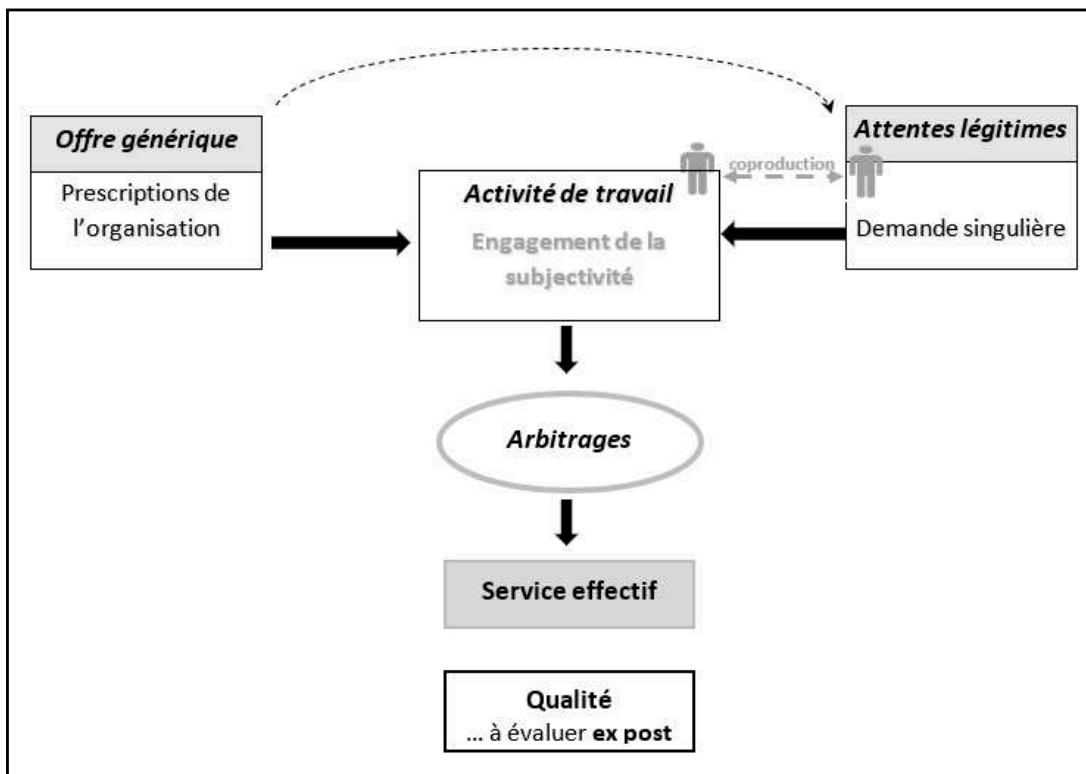 Offre générique
Prescriptions de
l'organisation
Attentes légitimes
Demande singulière
coproduction
Activité de travail
Engagement de la
subjectivité
Arbitrages
Service effectif
Qualité
... à évaluer ex post